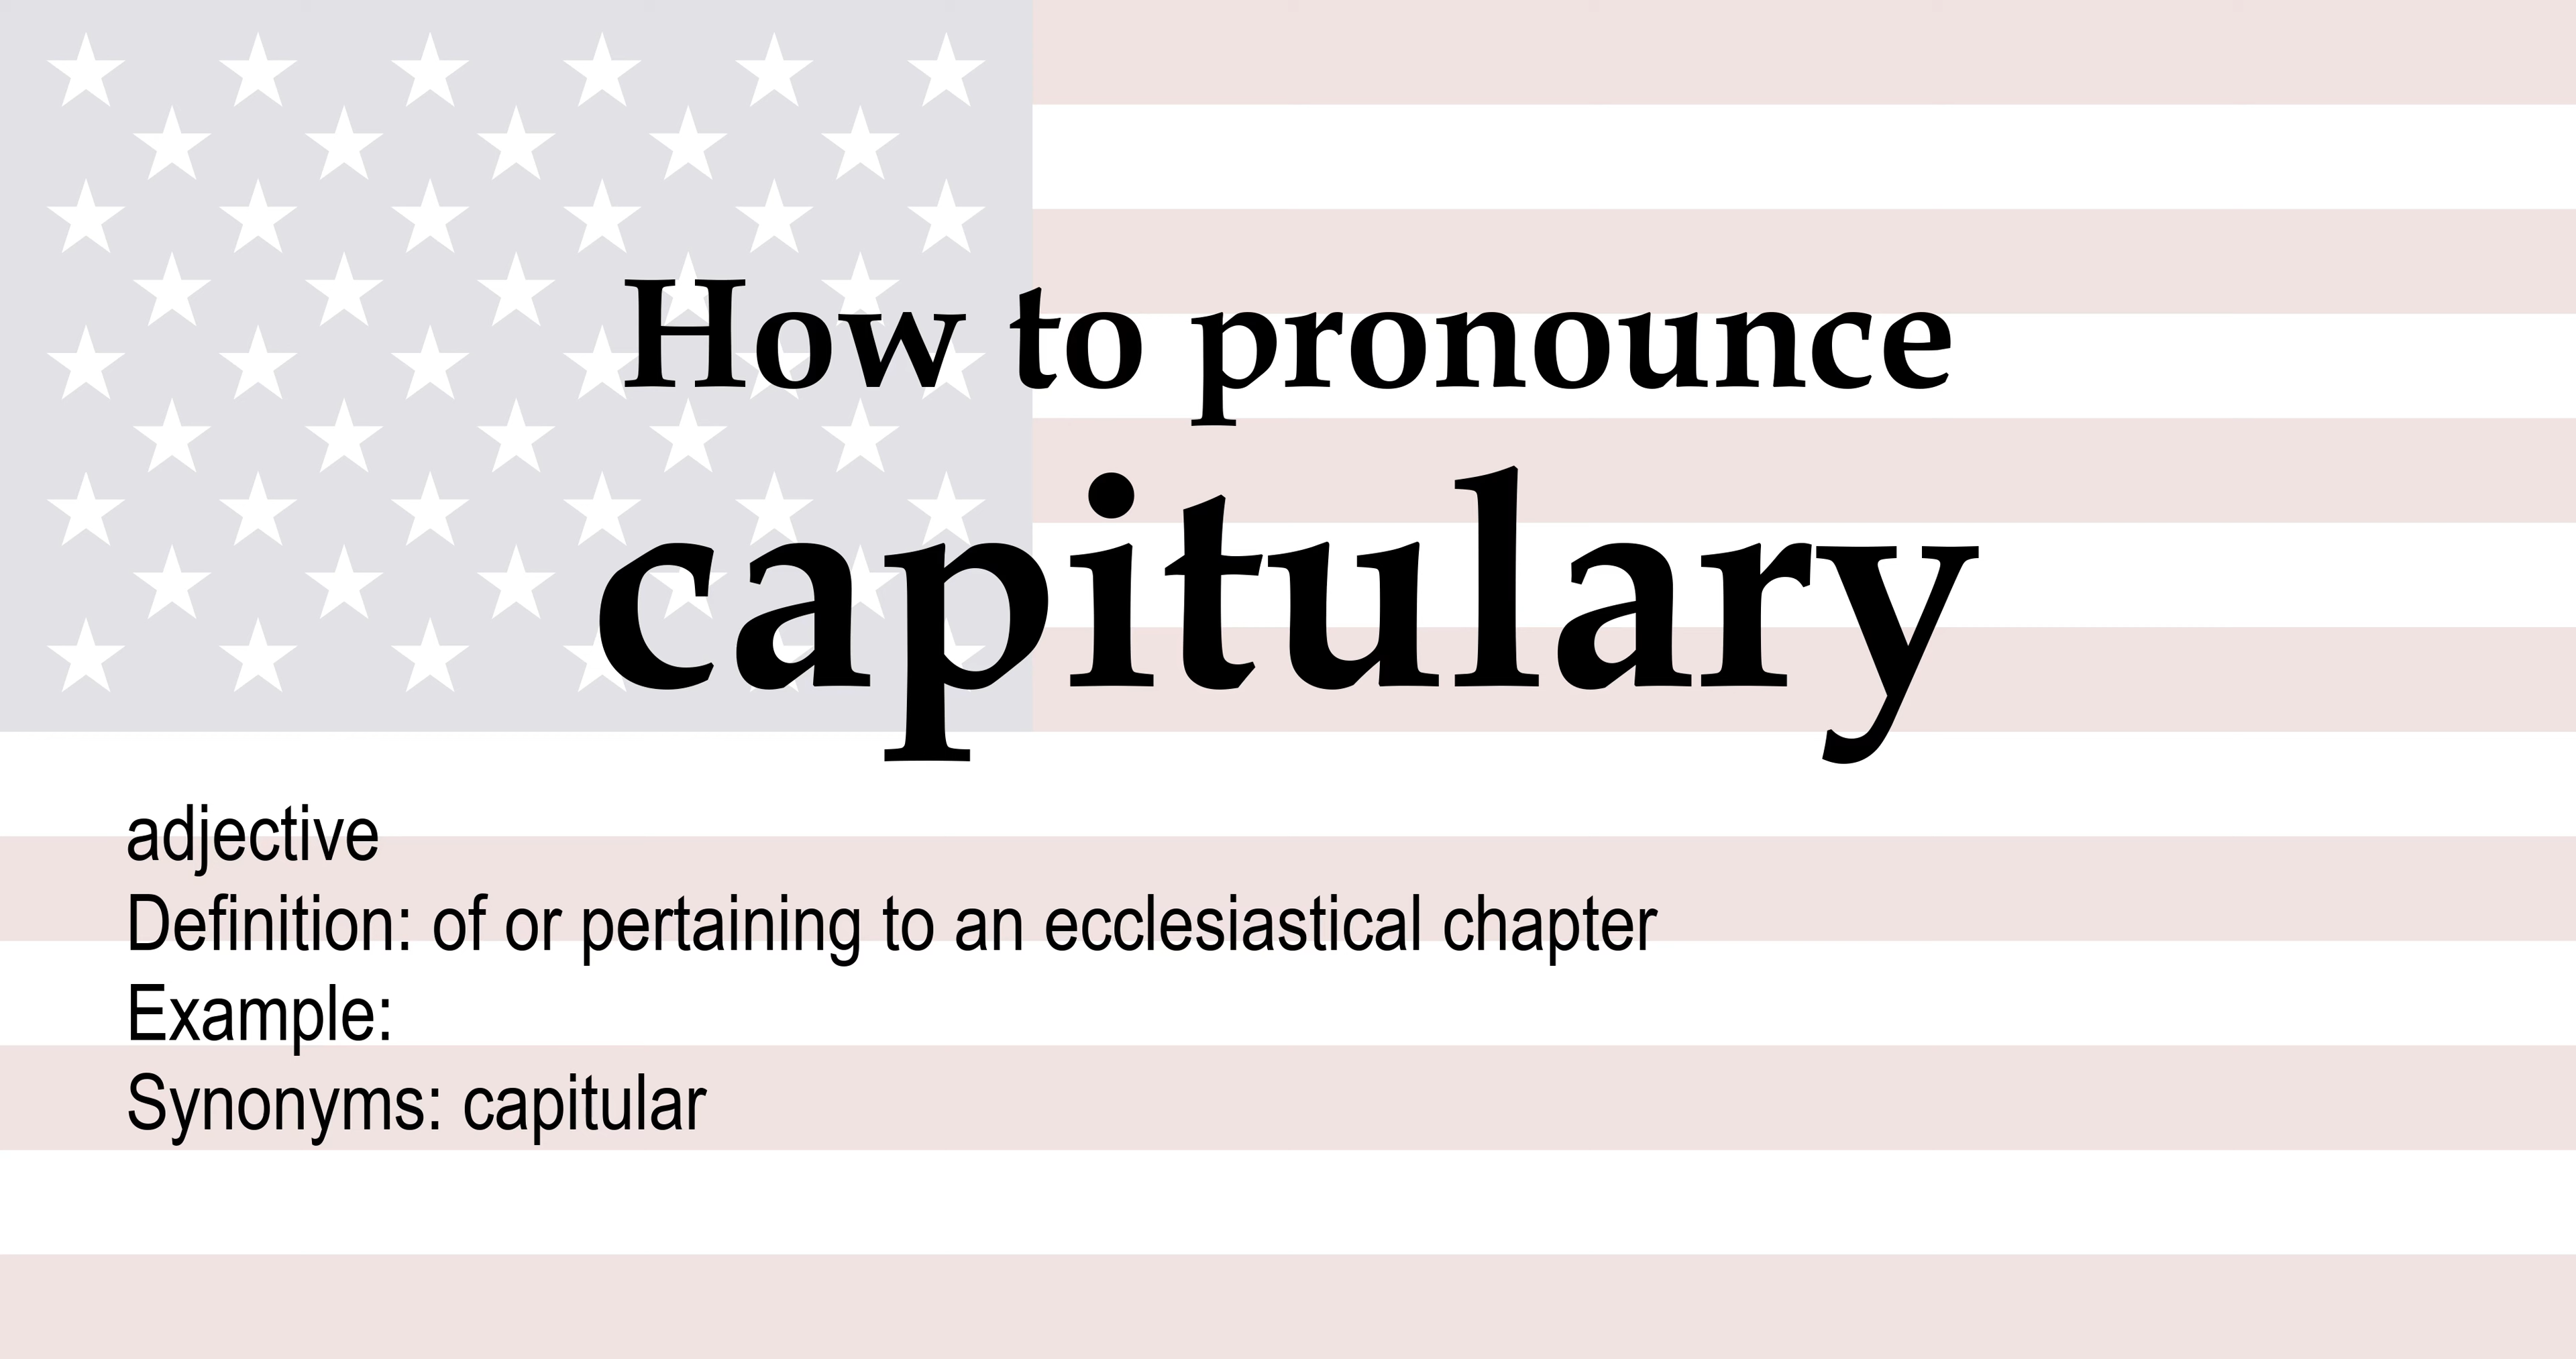 How to pronounce
capitulary
adjective
Definition: of or pertaining to an ecclesiastical chapter
Example:
Synonyms: capitular